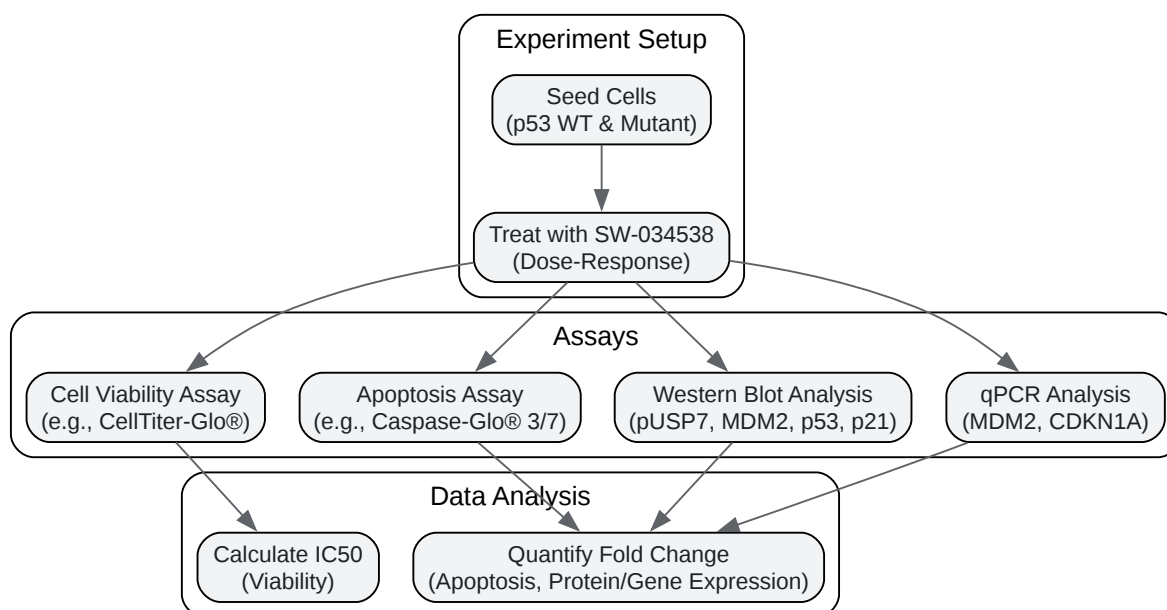 Experiment Setup
Seed Cells
(p53 WT & Mutant)
Treat with SW-034538
(Dose-Response)
Assays
Cell Viability Assay
(e.g., CellTiter-Glo®)
Apoptosis Assay
(e.g., Caspase-Glo® 3/7)
Western Blot Analysis
(pUSP7, MDM2, p53, p21)
qPCR Analysis
(MDM2, CDKN1A)
Data Analysis
Calculate IC50
(Viability)
Quantify Fold Change
(Apoptosis, Protein/Gene Expression)